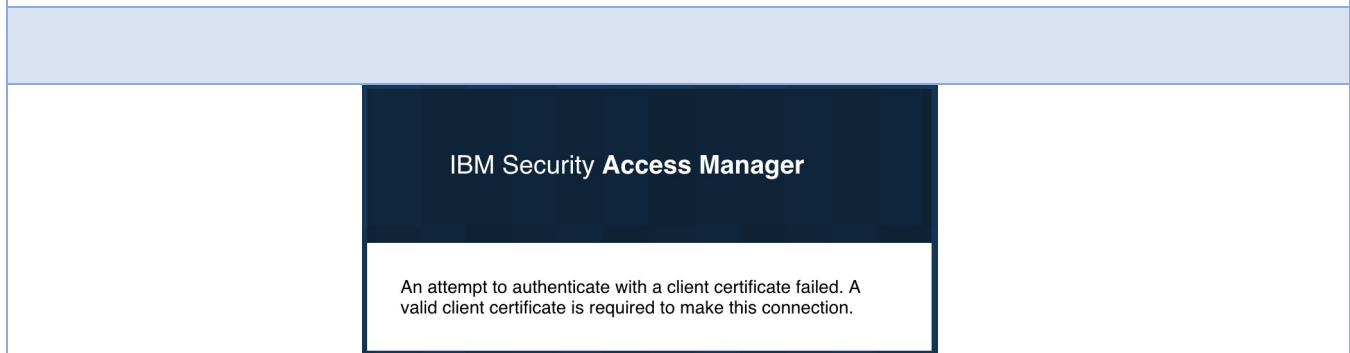 IBM Security Access Manager
An attempt to authenticate with a client certificate failed. A
valid client certificate is required to make this connection.